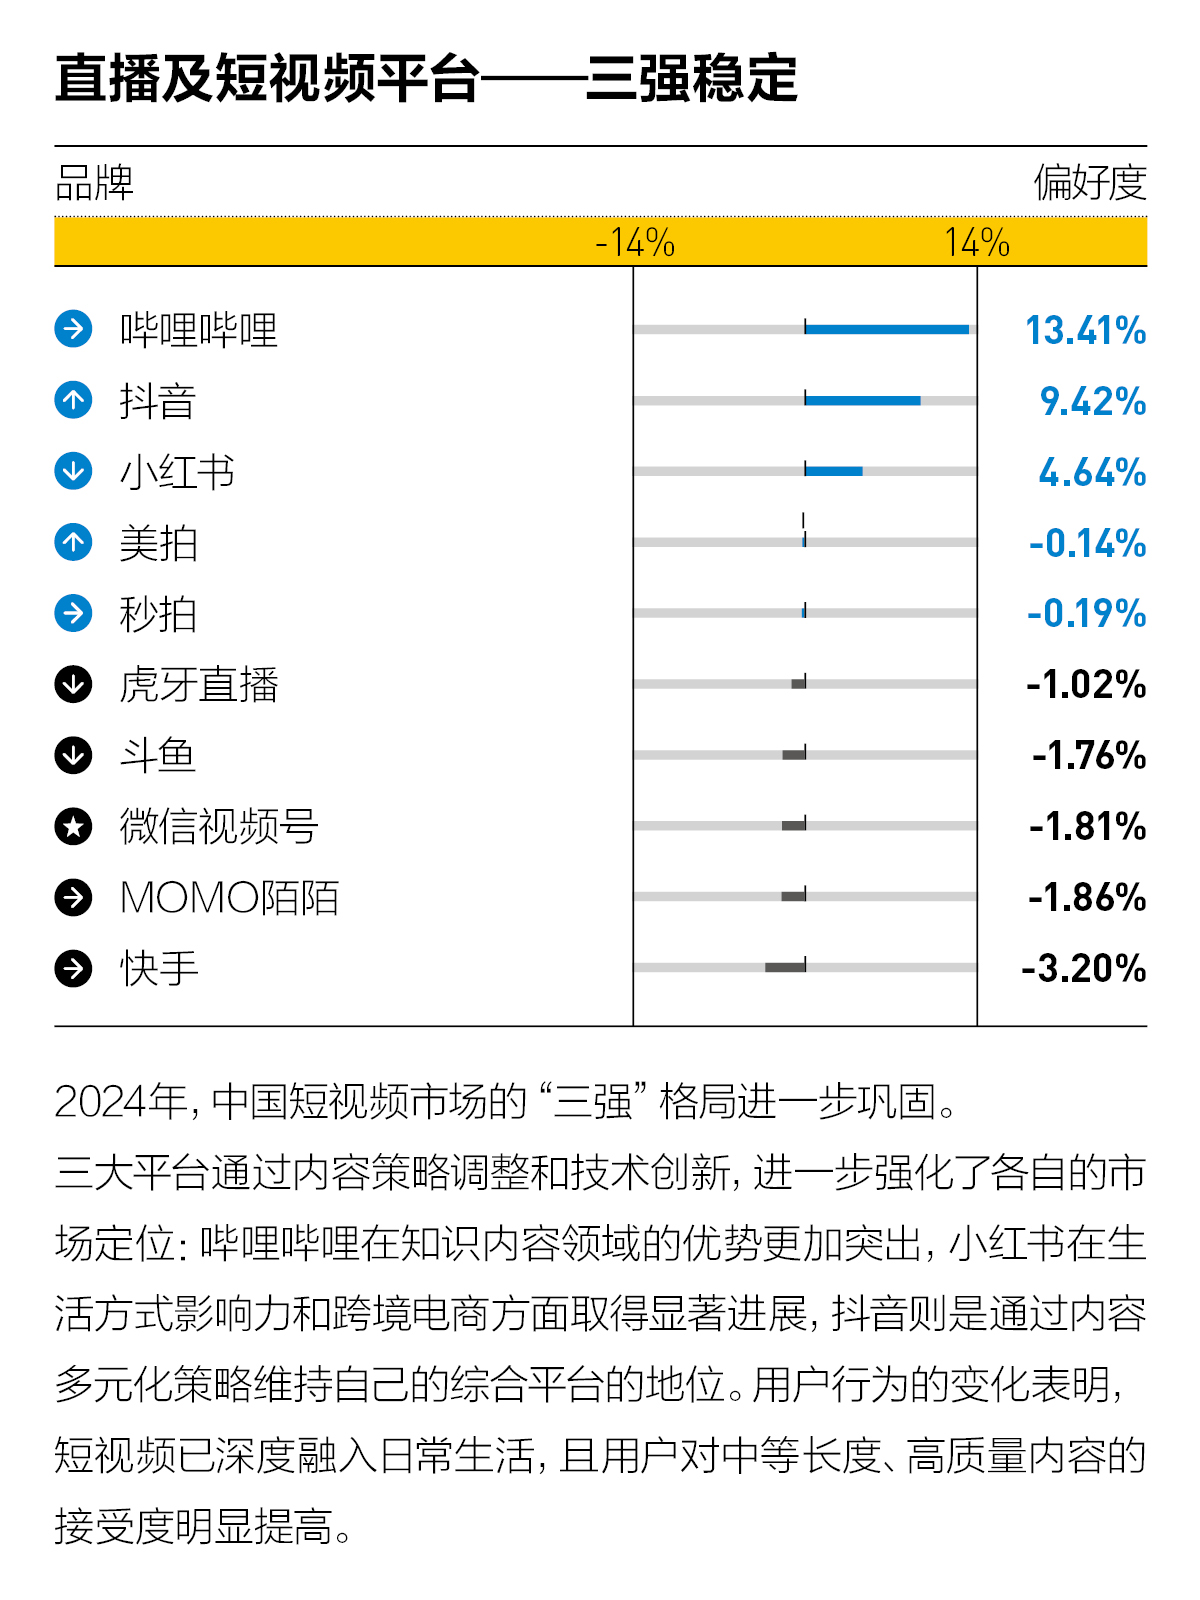 直播及短视频平台——三强稳定
品牌 偏好度
-14% 14%
哔哩哔哩 13.41%
抖音 9.42%
小红书 4.64%
美拍 -0.14%
秒拍 -0.19%
虎牙直播 -1.02%
斗鱼 -1.76%
微信视频号 -1.81%
MOMO陌陌 -1.86%
快手 -3.20%
2024年，中国短视频市场的“三强”格局进一步巩固。
三大平台通过内容策略调整和技术创新，进一步强化了各自的市
场定位：哔哩哔哩在知识内容领域的优势更加突出，小红书在生
活方式影响力和跨境电商方面取得显著进展，抖音则是通过内容
多元化策略维持自己的综合平台的地位。用户行为的变化表明，
短视频已深度融入日常生活，且用户对中等长度、高质量内容的
接受度明显提高。